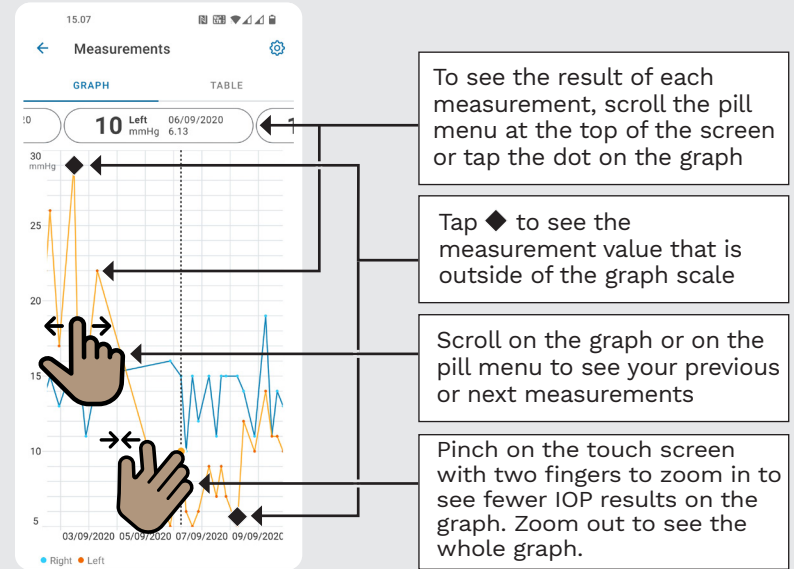 15.07
Measurements
GRAPH
TABLE
10 Left mmHg 06/09/2020 6.13
30
mmHg
25
20
15
10
5
03/09/2020 05/09/2020 07/09/2020 09/09/2020
Right Left
To see the result of each
measurement, scroll the pill
menu at the top of the screen
or tap the dot on the graph
Tap ◆ to see the
measurement value that is
outside of the graph scale
Scroll on the graph or on the
pill menu to see your previous
or next measurements
Pinch on the touch screen
with two fingers to zoom in to
see fewer IOP results on the
graph. Zoom out to see the
whole graph.